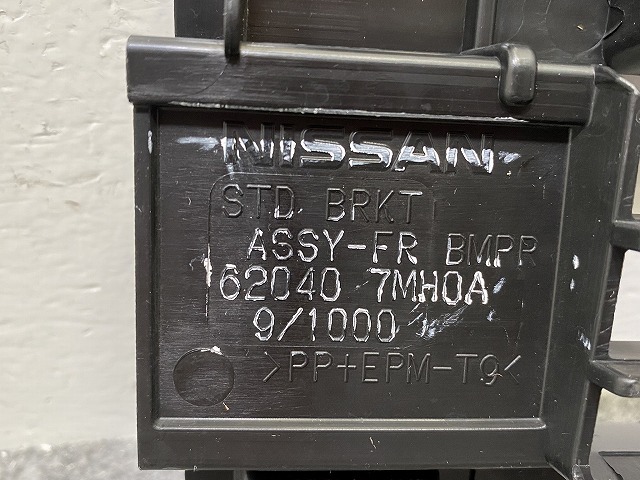 NISSAN
STD BRKT
ASSY-FR BMPR
62040 7MH0A
9/1000
>PP+EPM-T9<